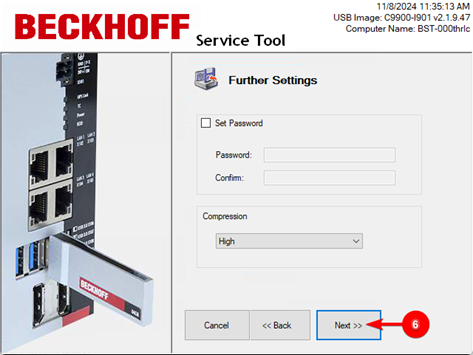 11/8/2024 11:35:13 AM
USB Image: C9900-I901 v2.1.9.47
Computer Name: BST-000thrlc
BECKHOFF
Service Tool
Further Settings
Set Password
Password:
Confirm:
Compression
High
BECKHOFF
Cancel
<< Back
Next >>
6